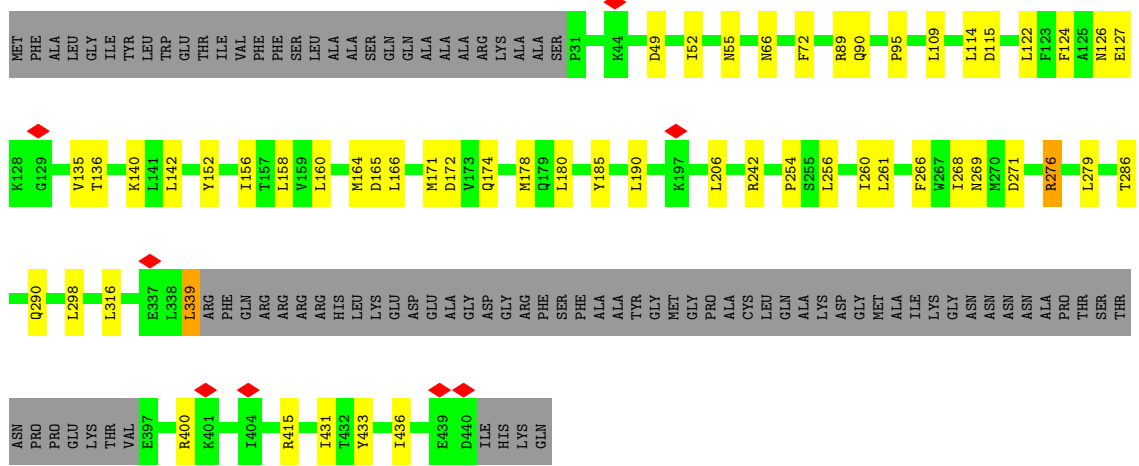 MET PHE ALA LEU GLY ILE TYR LEU TRP GLU THR ILE VAL PHE PHE SER LEU ALA ALA SER GLN GLN ALA ALA ALA ARG LYS ALA ALA SER P31 K44 D49 I52 N55 N66 F72 R89 Q90 P95 L109 L114 D115 L122 F123 F124 A125 N126 E127
K128 G129 V135 T136 K140 L141 L142 Y152 I156 T157 L158 V159 L160 M164 D165 L166 M171 D172 V173 Q174 M178 Q179 L180 Y185 L190 K197 L206 R242 P254 S255 L256 I260 L261 F266 W267 I268 N269 M270 D271 R276 L279 T286
Q290 L298 L316 E337 L338 L339 ARG PHE GLN ARG ARG ARG ARG HIS LEU LYS GLU ASP GLU ALA GLY ASP GLY ARG PHE SER PHE ALA ALA TYR GLY MET GLY PRO ALA CYS LEU GLN ALA LYS ASP GLY MET ALA ILE LYS GLY ASN ASN ASN ASN ALA PRO THR SER THR
ASN PRO PRO GLU LYS THR VAL E397 R400 K401 I404 R415 I431 T432 Y433 I436 E439 D440 ILE HIS LYS GLN